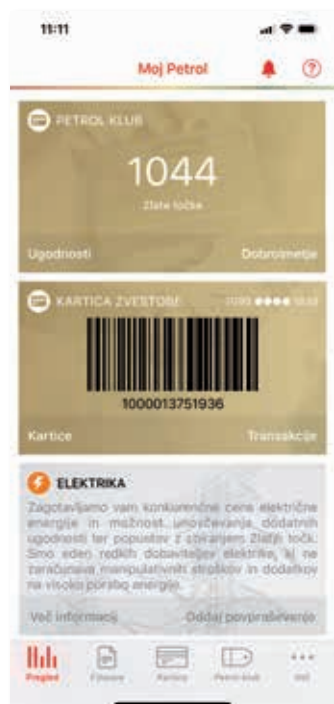 11:11
Moj Petrol
PETROL KLUB
1044
Zlate točke
Ugodnosti Dobroimetje
KARTICA ZVESTOBE
1000013751936
Kartice Transakcije
ELEKTRIKA
Zagotavljamo vam konkurenčne cene električne
energije in možnost unovčevanja dodatnih
ugodnosti ter popustov z zbiranjem Zlatih točk.
Smo eden redkih dobaviteljev elektrike, ki ne
zaračunava manipulativnih stroškov in dodatkov
na visoko porabo energije.
Več informacij Oddaj povpraševanje
Pregled Finance Kartice Petrol klub Več